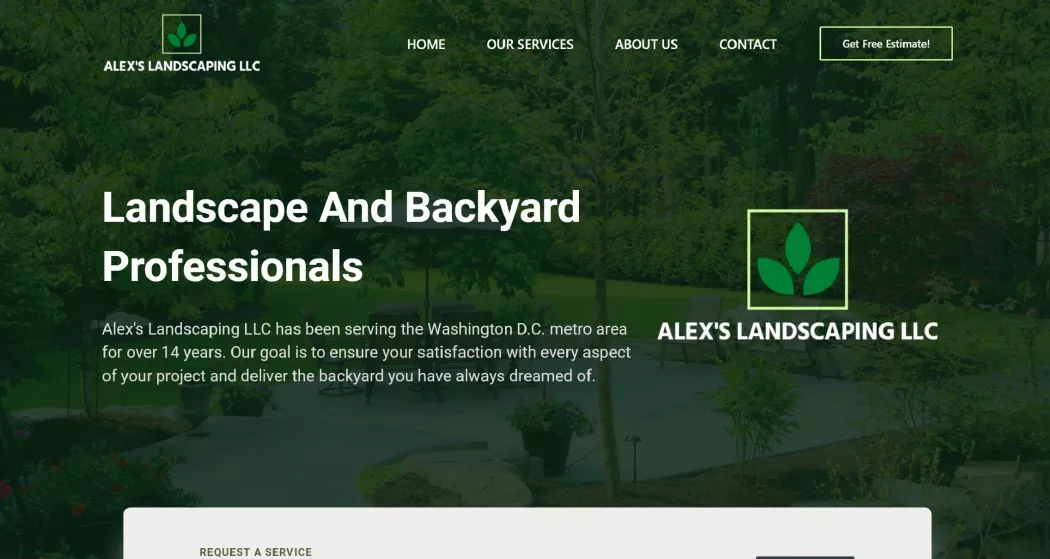 ALEX'S LANDSCAPING LLC
HOME
OUR SERVICES
ABOUT US
CONTACT
Get Free Estimate!
Landscape And Backyard
Professionals
Alex's Landscaping LLC has been serving the Washington D.C. metro area
for over 14 years. Our goal is to ensure your satisfaction with every aspect
of your project and deliver the backyard you have always dreamed of.
ALEX'S LANDSCAPING LLC
REQUEST A SERVICE